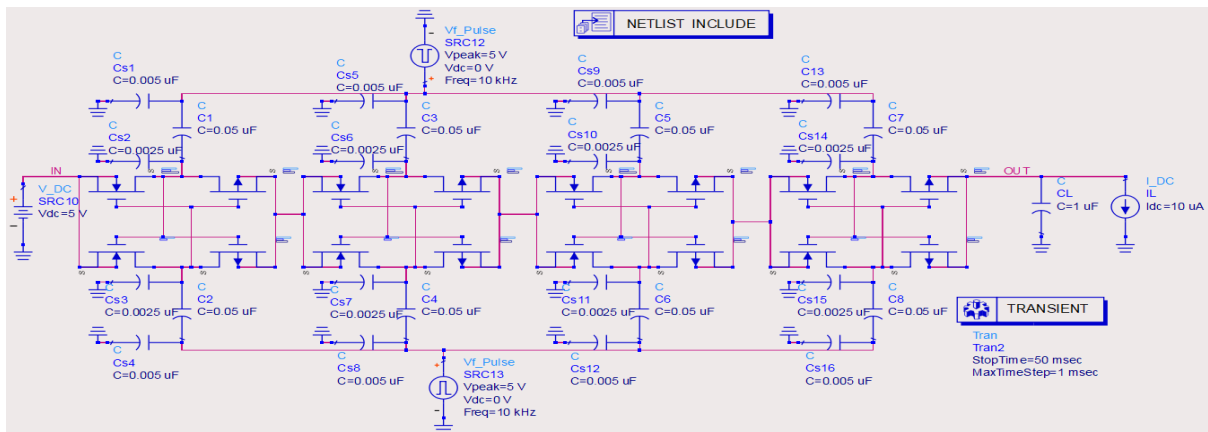 NETLIST INCLUDE
Vf_Pulse
SRC12
Vpeak=5 V
Vdc=0 V
Freq=10 kHz
C
Cs1
C=0.005 uF
C
Cs5
C=0.005 uF
C
Cs9
C=0.005 uF
C
C13
C=0.005 uF
C
C1
C=0.05 uF
C
C3
C=0.05 uF
C
C5
C=0.05 uF
C
C7
C=0.05 uF
C
Cs2
C=0.0025 uF
C
Cs6
C=0.0025 uF
C
Cs10
C=0.0025 uF
C
Cs14
C=0.0025 uF
IN
OUT
V_DC
SRC10
Vdc=5 V
C
CL
C=1 uF
I_DC
IL
Idc=10 uA
C
Cs3
C=0.0025 uF
C
C2
C=0.05 uF
C
Cs7
C=0.0025 uF
C
C4
C=0.05 uF
C
Cs11
C=0.0025 uF
C
C6
C=0.05 uF
C
Cs15
C=0.0025 uF
C
C8
C=0.05 uF
C
Cs4
C=0.005 uF
C
Cs8
C=0.005 uF
C
Cs12
C=0.005 uF
C
Cs16
C=0.005 uF
Vf_Pulse
SRC13
Vpeak=5 V
Vdc=0 V
Freq=10 kHz
TRANSIENT
Tran
Tran2
StopTime=50 msec
MaxTimeStep=1 msec